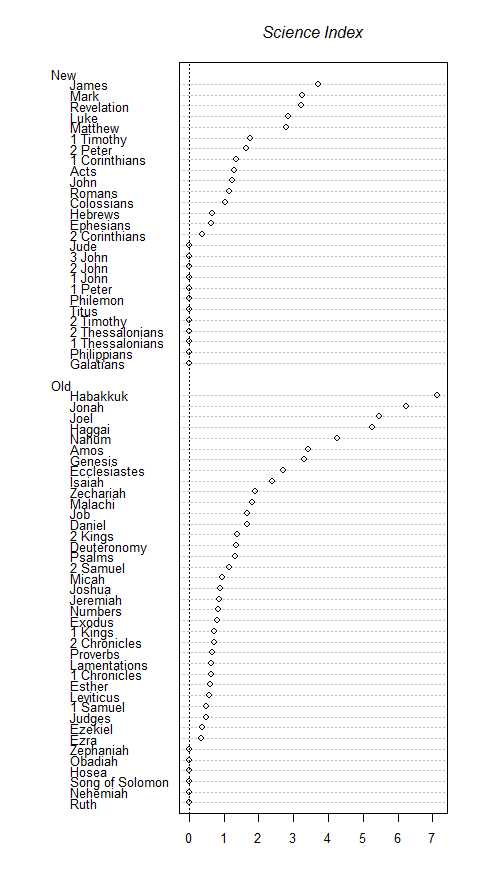 Science Index
New
James
Mark
Revelation
Luke
Matthew
1 Timothy
2 Peter
1 Corinthians
Acts
John
Romans
Colossians
Hebrews
Ephesians
2 Corinthians
Jude
3 John
2 John
1 John
1 Peter
Philemon
Titus
2 Timothy
2 Thessalonians
1 Thessalonians
Philippians
Galatians
Old
Habakkuk
Jonah
Joel
Haggai
Nahum
Amos
Genesis
Ecclesiastes
Isaiah
Zechariah
Malachi
Job
Daniel
2 Kings
Deuteronomy
Psalms
2 Samuel
Micah
Joshua
Jeremiah
Numbers
Exodus
1 Kings
2 Chronicles
Proverbs
Lamentations
1 Chronicles
Esther
Leviticus
1 Samuel
Judges
Ezekiel
Ezra
Zephaniah
Obadiah
Hosea
Song of Solomon
Nehemiah
Ruth
0 1 2 3 4 5 6 7